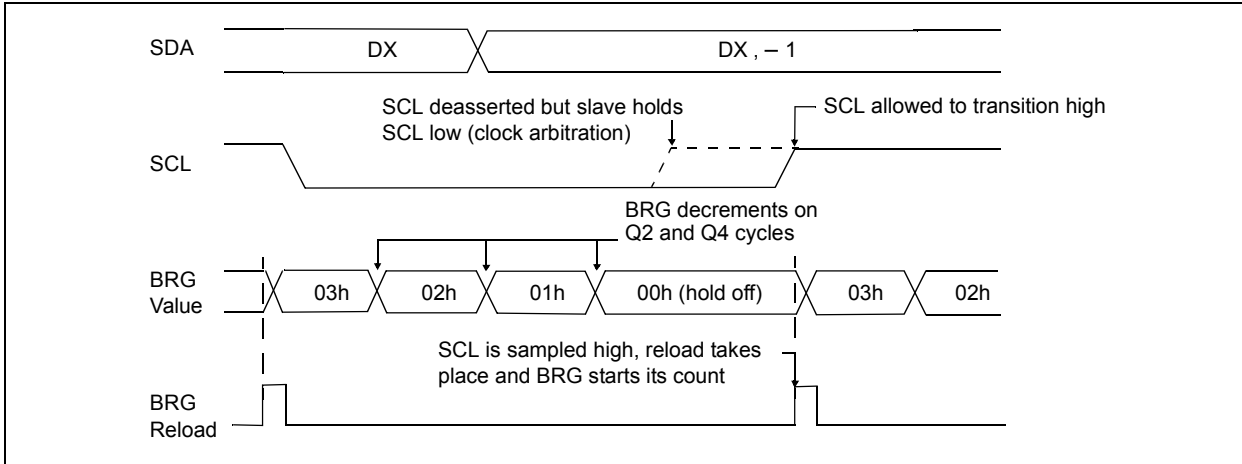 SDA
DX
DX , – 1
SCL deasserted but slave holds
SCL low (clock arbitration)
SCL allowed to transition high
SCL
BRG decrements on
Q2 and Q4 cycles
BRG
Value
03h
02h
01h
00h (hold off)
03h
02h
SCL is sampled high, reload takes
place and BRG starts its count
BRG
Reload